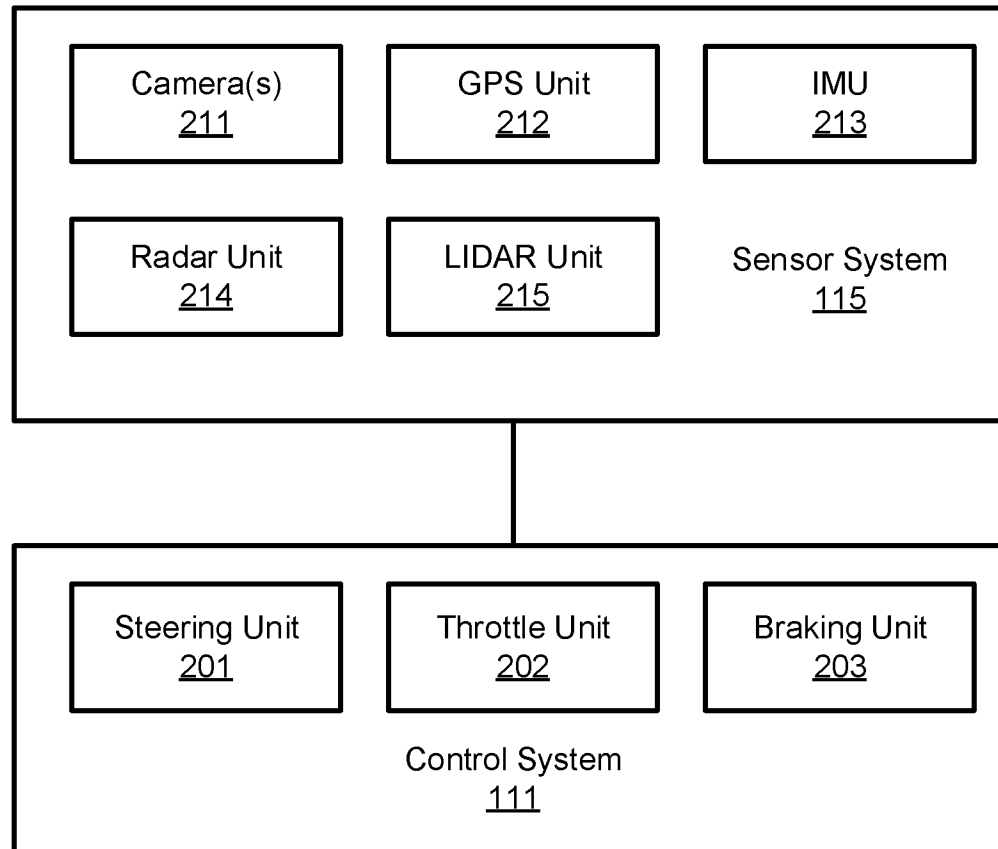 Camera(s)
211
GPS Unit
212
IMU
213
Radar Unit
214
LIDAR Unit
215
Sensor System
115
Steering Unit
201
Throttle Unit
202
Braking Unit
203
Control System
111